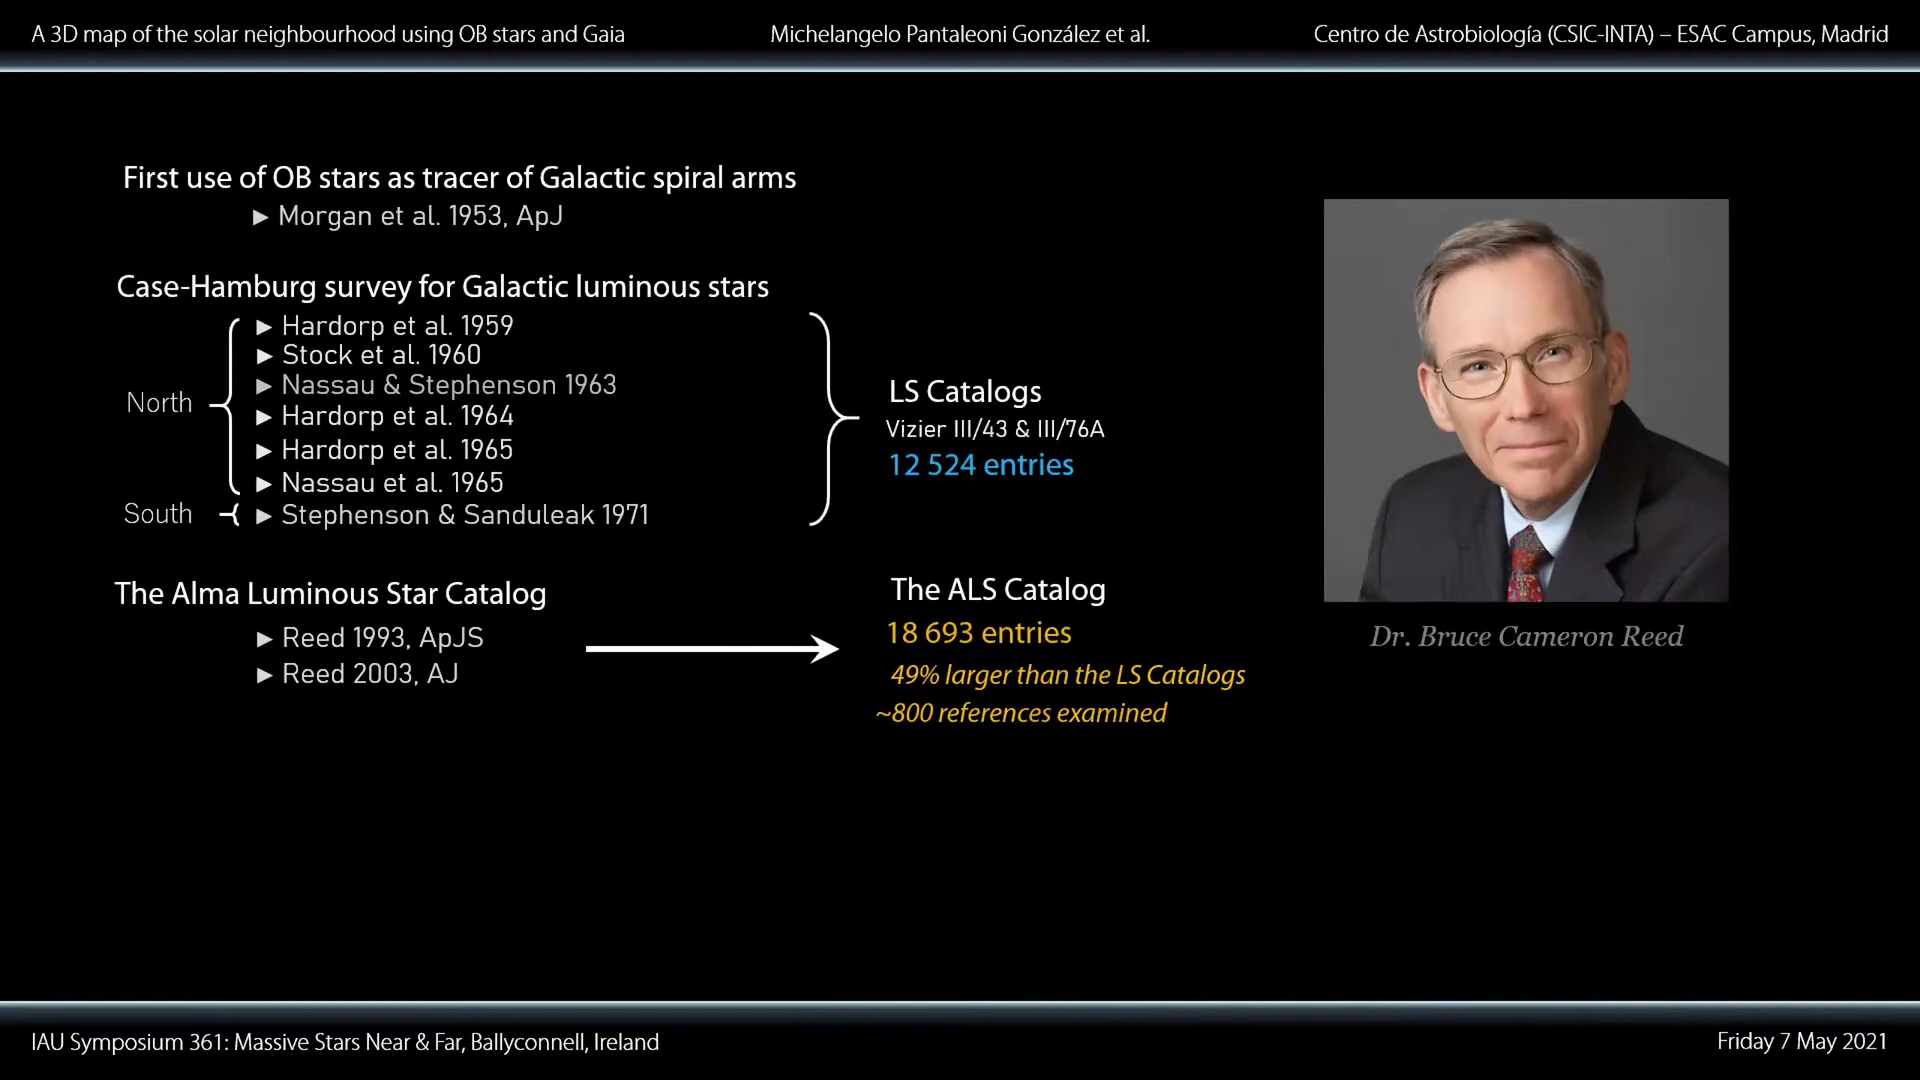 A 3D map of the solar neighbourhood using OB stars and Gaia
Michelangelo Pantaleoni González et al.
Centro de Astrobiología (CSIC-INTA) – ESAC Campus, Madrid
First use of OB stars as tracer of Galactic spiral arms
► Morgan et al. 1953, ApJ
Case-Hamburg survey for Galactic luminous stars
North
► Hardorp et al. 1959
► Stock et al. 1960
► Nassau & Stephenson 1963
► Hardorp et al. 1964
► Hardorp et al. 1965
► Nassau et al. 1965
South
► Stephenson & Sanduleak 1971
LS Catalogs
Vizier III/43 & III/76A
12 524 entries
The Alma Luminous Star Catalog
► Reed 1993, ApJS
► Reed 2003, AJ
The ALS Catalog
18 693 entries
49% larger than the LS Catalogs
~800 references examined
Dr. Bruce Cameron Reed
IAU Symposium 361: Massive Stars Near & Far, Ballyconnell, Ireland
Friday 7 May 2021